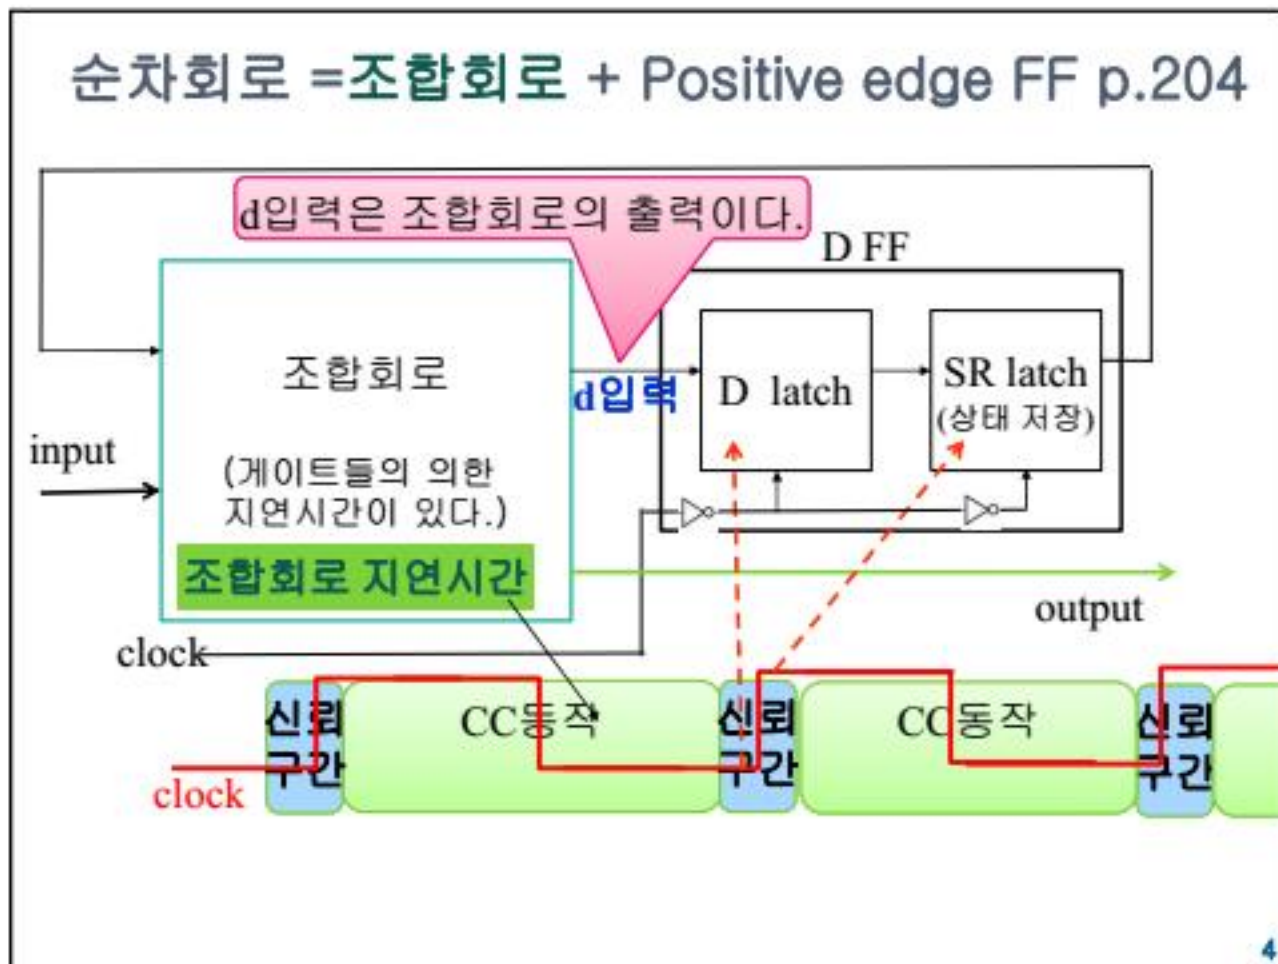 순차회로 =조합회로 + Positive edge FF p.204
d입력은 조합회로의 출력이다.
D FF
조합회로
d입력
D latch
SR latch
(상태 저장)
input
(게이트들의 의한
지연시간이 있다.)
조합회로 지연시간
output
clock
신뢰
구간
CC동작
신뢰
구간
CC동작
신뢰
구간
clock
4